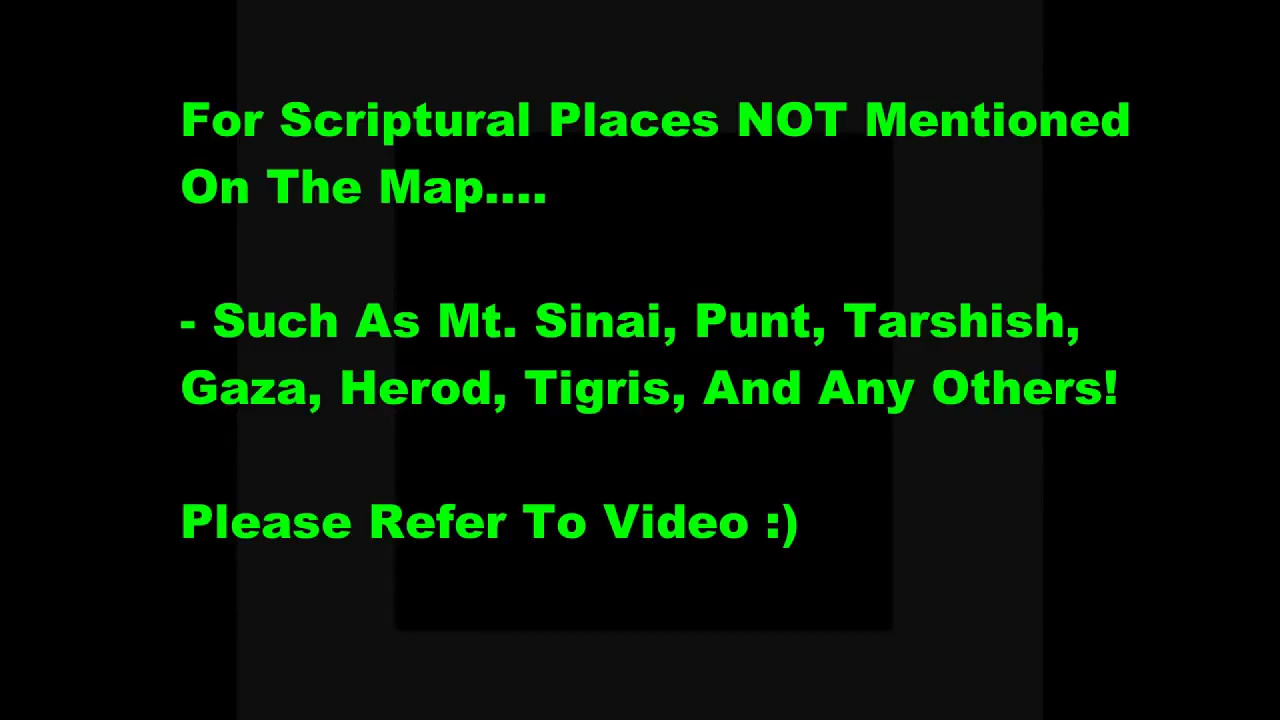 For Scriptural Places NOT Mentioned
On The Map....
- Such As Mt. Sinai, Punt, Tarshish,
Gaza, Herod, Tigris, And Any Others!
Please Refer To Video :)